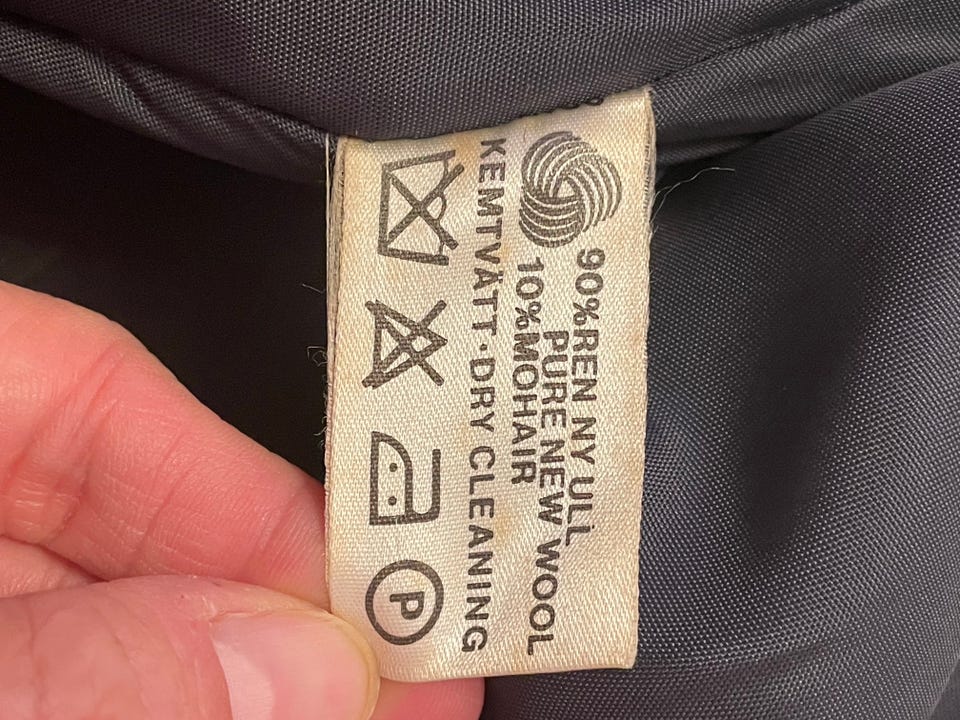 90%REN NY ULL
PURE NEW WOOL
10%MOHAIR
KEMTVÄTT·DRY CLEANING
P